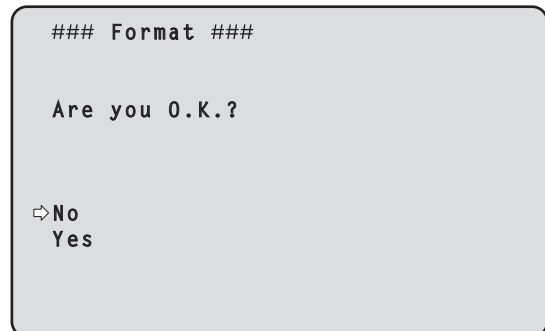 ### Format ###
Are you O.K.?
⇨No
Yes